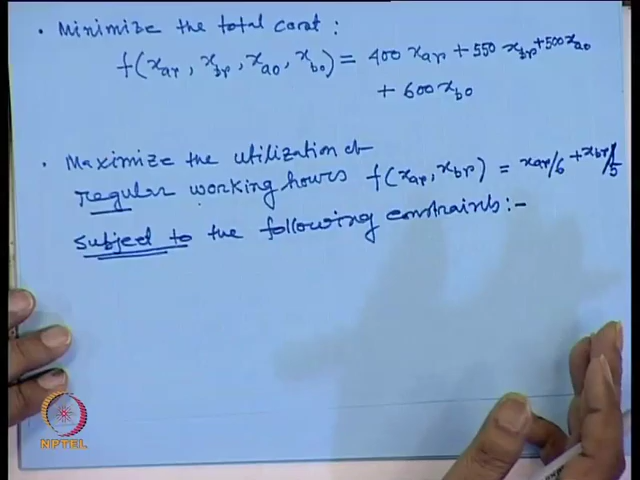 • Minimize the total cost :
f(xar, xbr, xao, xbo) = 400 xar + 550 xbr + 500 xao
+ 600 xbo
• Maximize the utilization of
regular working hours f(xar, xbr) = xar/6 + xbr/5
subject to the following constraints :-
NPTEL